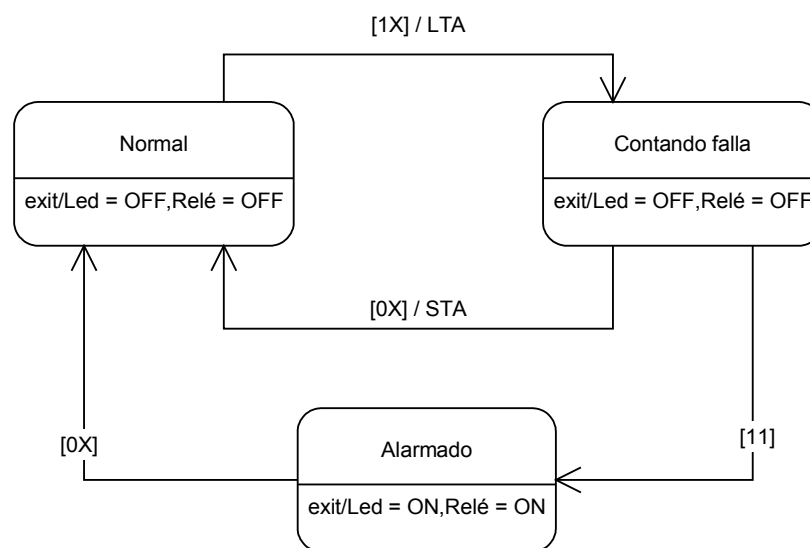 [1X] / LTA
Normal
exit/Led = OFF,Relé = OFF
Contando falla
exit/Led = OFF,Relé = OFF
[0X] / STA
[0X]
[11]
Alarmado
exit/Led = ON,Relé = ON